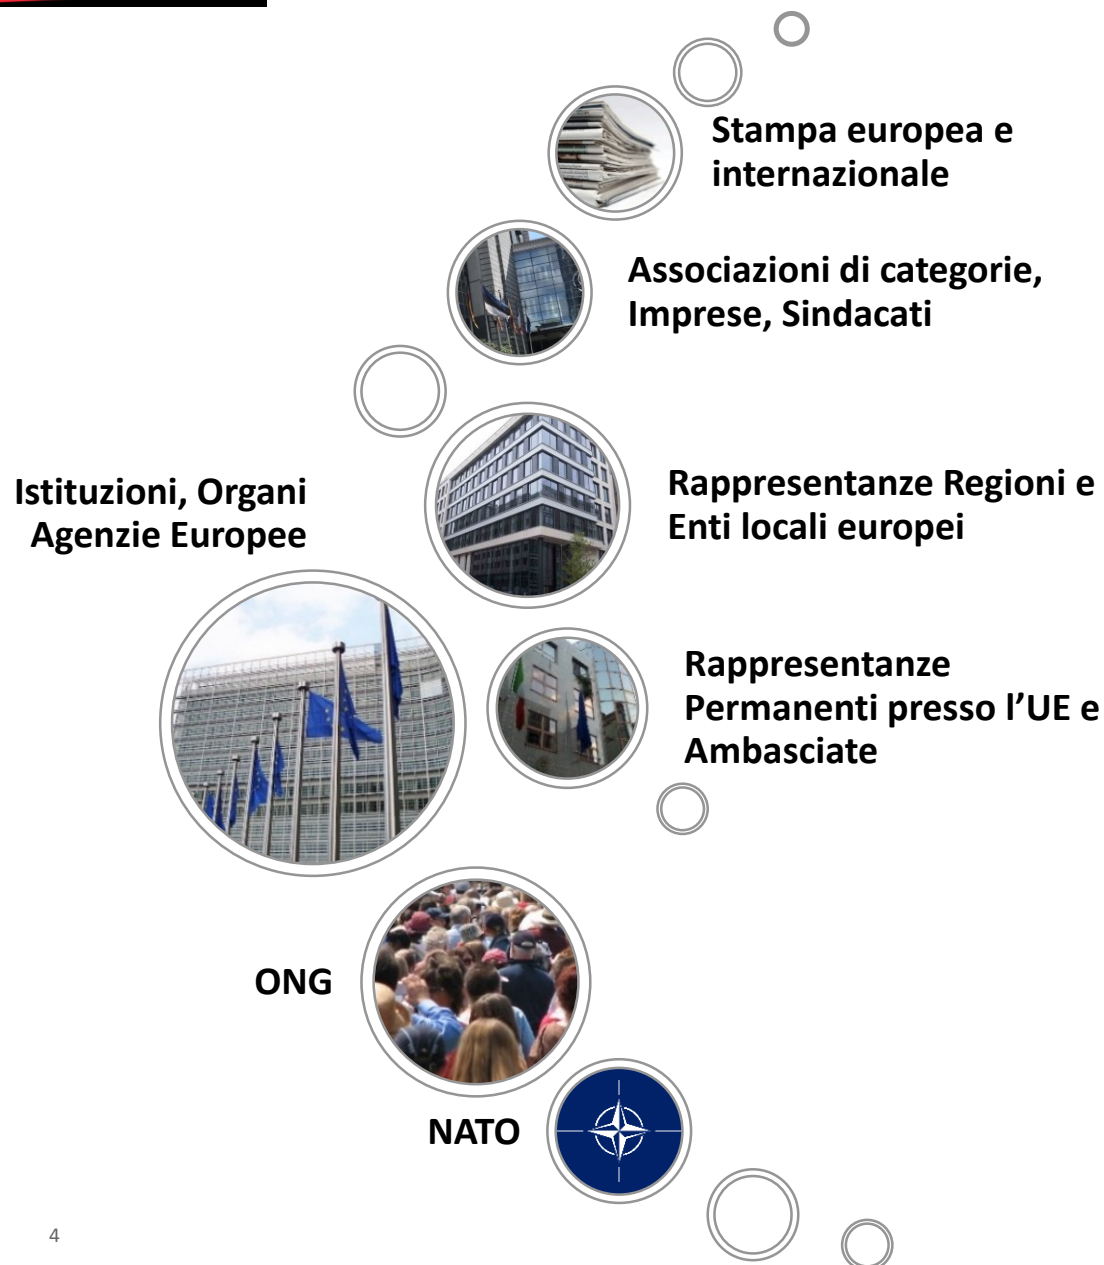 Stampa europea e
internazionale
Associazioni di categorie,
Imprese, Sindacati
Istituzioni, Organi
Agenzie Europee
Rappresentanze Regioni e
Enti locali europei
Rappresentanze
Permanenti presso l’UE e
Ambasciate
ONG
NATO
4